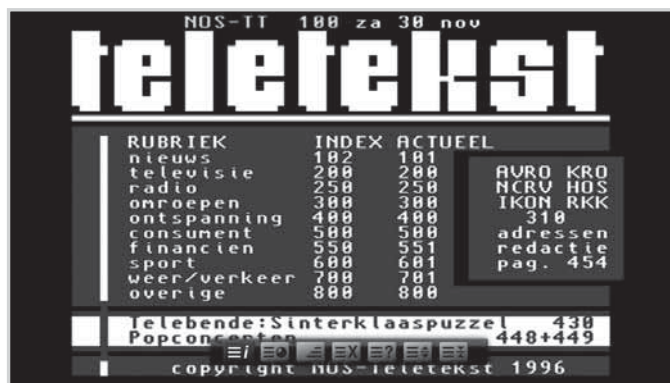 NOS-TT 100 za 30 nov
teletekst
RUBRIEK INDEX ACTUEEL
nieuws 102 101
televisie 200 200
radio 250 250
omroepen 300 300
ontspanning 400 400
consument 500 500
financien 550 551
sport 600 601
weer/verkeer 700 701
overige 800 800
AVRO KRO
NCRV HOS
IKON RKK
310
adressen
redactie
pag. 454
Telebende:Sinterklaaspuzzel 430
Popconcerten 448+449
copyright NOS-Teletekst 1996